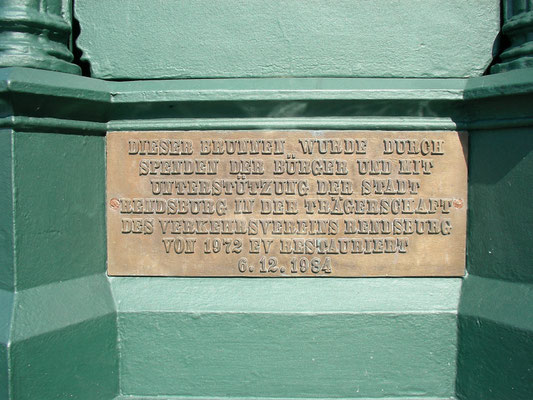 DIESER BRUNNEN WURDE DURCH
SPENDEN DER BÜRGER UND MIT
UNTERSTÜTZUNG DER STADT
RENDSBURG IN DER TRÄGERSCHAFT
DES VERKEHRSVEREINS RENDSBURG
VON 1972 EV RESTAURIERT
6.12.1984